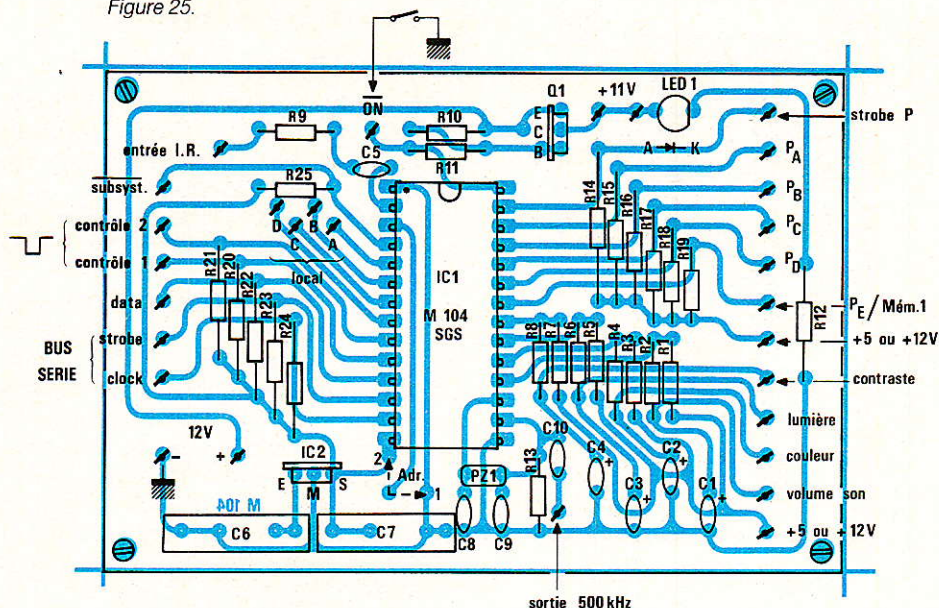 Figure 25.
ON
R9
R10
Q1
+11V
LED 1
E
C
B
strobe P
entrée I.R.
C5
R11
A
K
PA
subsyst.
R25
R14
R15
R16
R17
R18
R19
PB
contrôle 2
D
B
C
A
PC
contrôle 1
local
IC1
PD
R21
R20
R22
R23
R24
data
M 104
SGS
PE/Mém.1
R12
BUS
SERIE
strobe
clock
R8
R7
R6
R5
R4
R3
R2
R1
+5 ou +12V
contraste
lumière
12V
-
+
IC2
E
M
S
2
Adr.
1
C10
R13
PZ1
C4
+
C2
+
C3
+
C1
+
couleur
M 104
volume son
C6
C7
C8
C9
+5 ou +12V
sortie 500 kHz